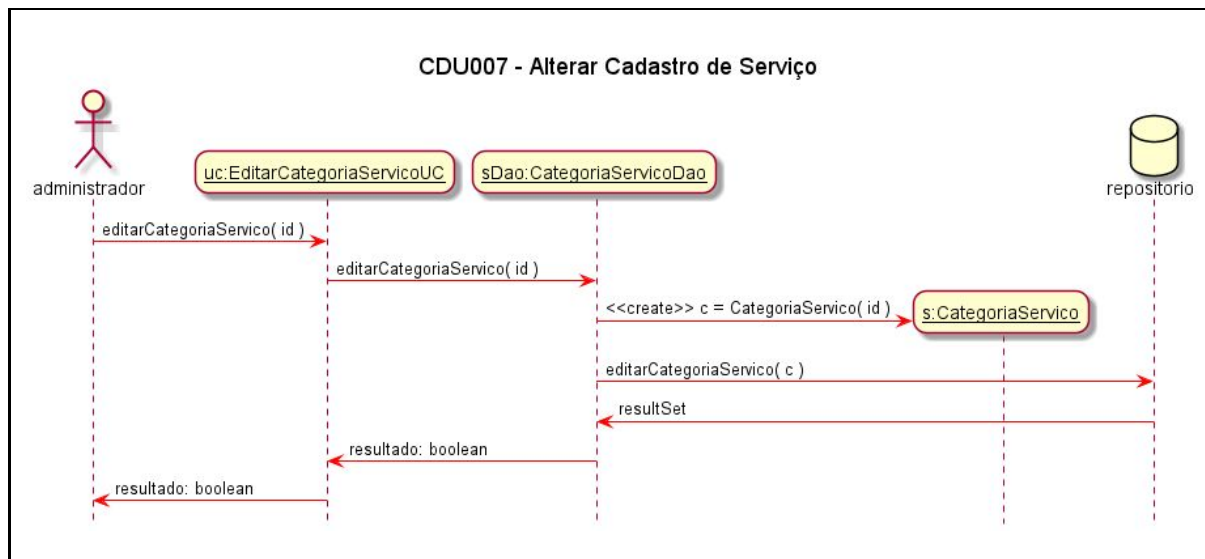 CDU007 - Alterar Cadastro de Serviço
administrador
uc:EditarCategoriaServicoUC
sDao:CategoriaServicoDao
repositorio
editarCategoriaServico( id )
editarCategoriaServico( id )
<<create>> c = CategoriaServico( id )
s:CategoriaServico
editarCategoriaServico( c )
resultSet
resultado: boolean
resultado: boolean